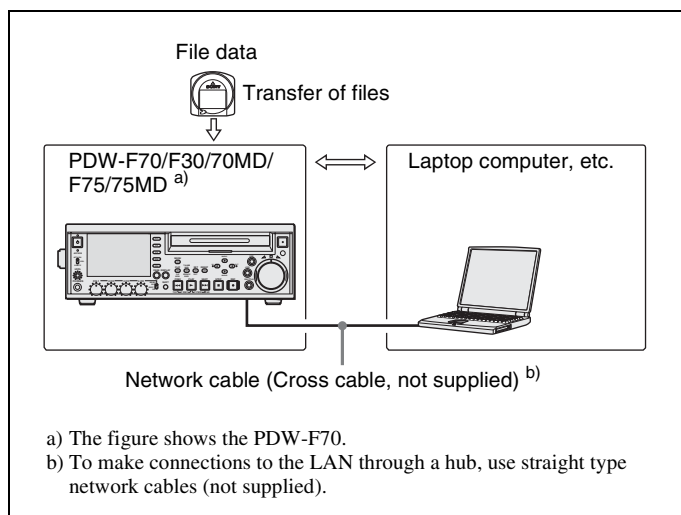 File data
Transfer of files
PDW-F70/F30/70MD/
F75/75MD a)
Laptop computer, etc.
Network cable (Cross cable, not supplied) b)
a) The figure shows the PDW-F70.
b) To make connections to the LAN through a hub, use straight type
network cables (not supplied).